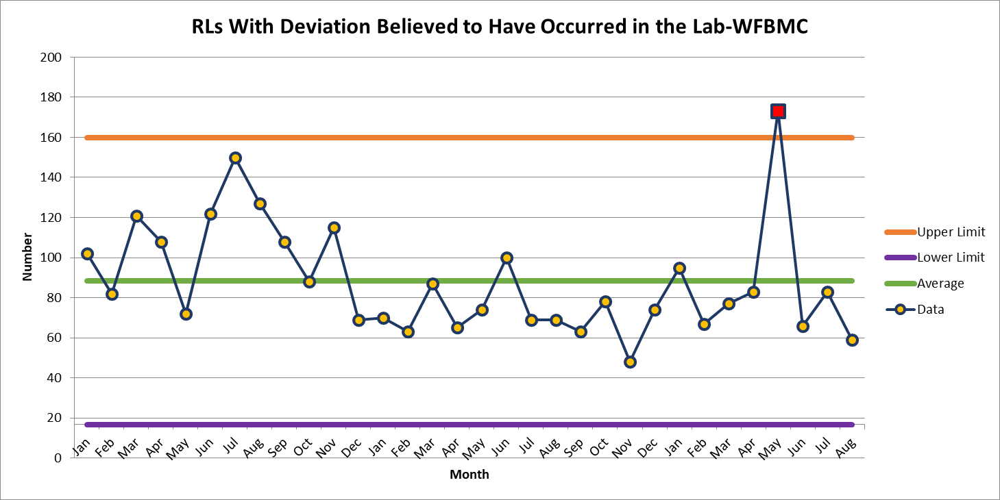 RLs With Deviation Believed to Have Occurred in the Lab-WFBMC
200
180
160
140
120
100
80
60
40
20
0
Number
Jan Feb Mar Apr May Jun Jul Aug Sep Oct Nov Dec Jan Feb Mar Apr May Jun Jul Aug Sep Oct Nov Dec Jan Feb Mar Apr May Jun Jul Aug
Month
Upper Limit
Lower Limit
Average
Data